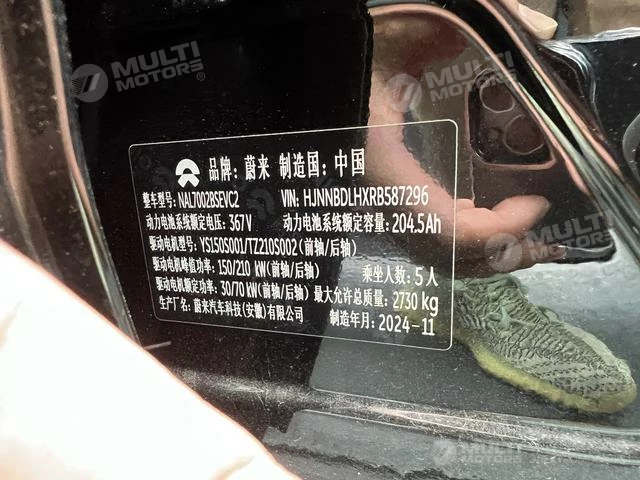 MULTI MOTORS®
MULTI MOTORS®
品牌: 蔚来 制造国: 中国
整车型号: NAL7002BSEVC2 VIN: HJNNBDLHXRB587296
动力电池系统额定电压: 367V 动力电池系统额定容量: 204.5Ah
驱动电机型号: YS150S001/TZ210S002(前轴/后轴)
驱动电机峰值功率: 150/210 kW(前轴/后轴) 乘坐人数: 5人
驱动电机额定功率: 30/70 kW(前轴/后轴) 最大允许总质量: 2730 kg
生产厂名: 蔚来汽车科技(安徽)有限公司 制造年月: 2024-11
MULTI MOTORS®
MULTI MOTORS®